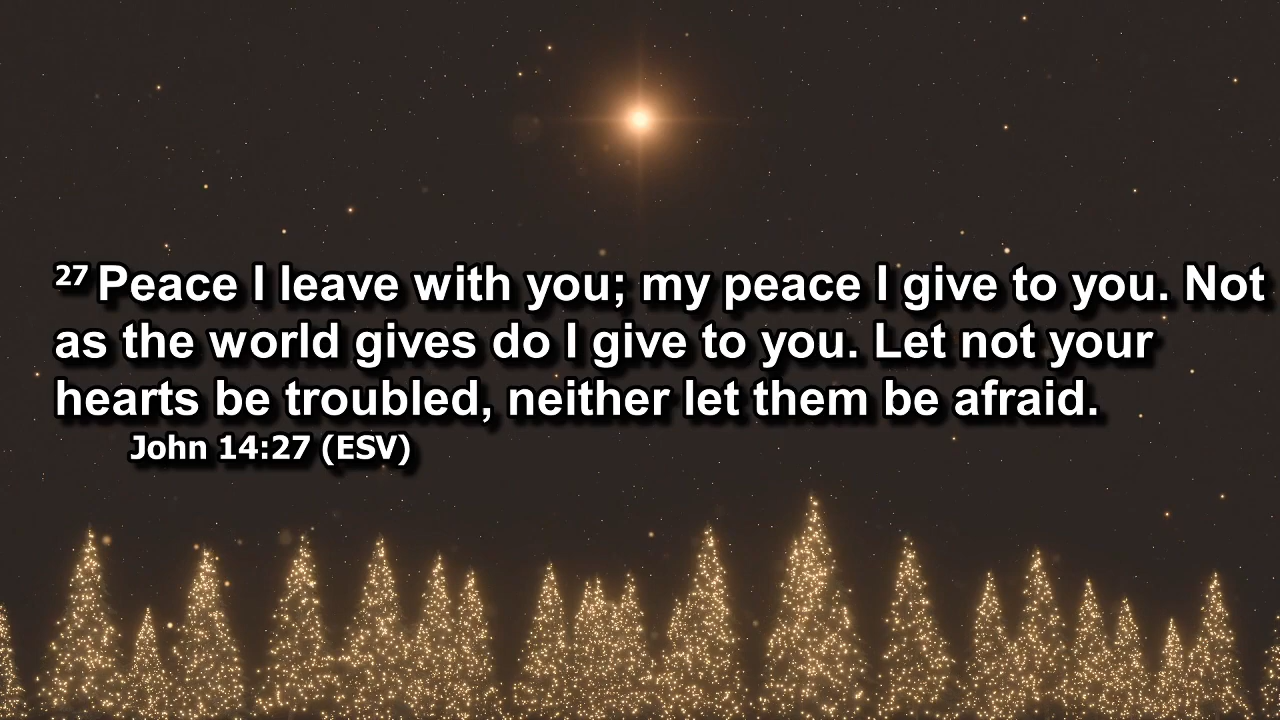 27 Peace I leave with you; my peace I give to you. Not
as the world gives do I give to you. Let not your
hearts be troubled, neither let them be afraid.
John 14:27 (ESV)